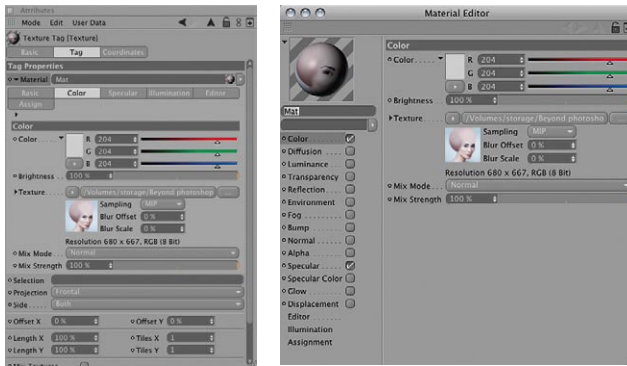 Attributes
Mode Edit User Data
Texture Tag [Texture]
Basic Tag Coordinates
Tag Properties
Material Mat
Basic Color Specular Illumination Editor
Assign
Color
Color R 204
G 204
B 204
Brightness 100 %
Texture /Volumes/storage/Beyond photoshop
Sampling MIP
Blur Offset 0 %
Blur Scale 0 %
Resolution 680 x 667, RGB (8 Bit)
Mix Mode Normal
Mix Strength 100 %
Selection
Projection Frontal
Side Both
Offset X 0 % Offset Y 0 %
Length X 100 % Tiles X 1
Length Y 100 % Tiles Y 1
Mix Textures
Material Editor
Mat
Color
Diffusion
Luminance
Transparency
Reflection
Environment
Fog
Bump
Normal
Alpha
Specular
Specular Color
Glow
Displacement
Editor
Illumination
Assignment
Color
Color R 204
G 204
B 204
Brightness 100 %
Texture /Volumes/storage/Beyond photosho
Sampling MIP
Blur Offset 0 %
Blur Scale 0 %
Resolution 680 x 667, RGB (8 Bit)
Mix Mode Normal
Mix Strength 100 %